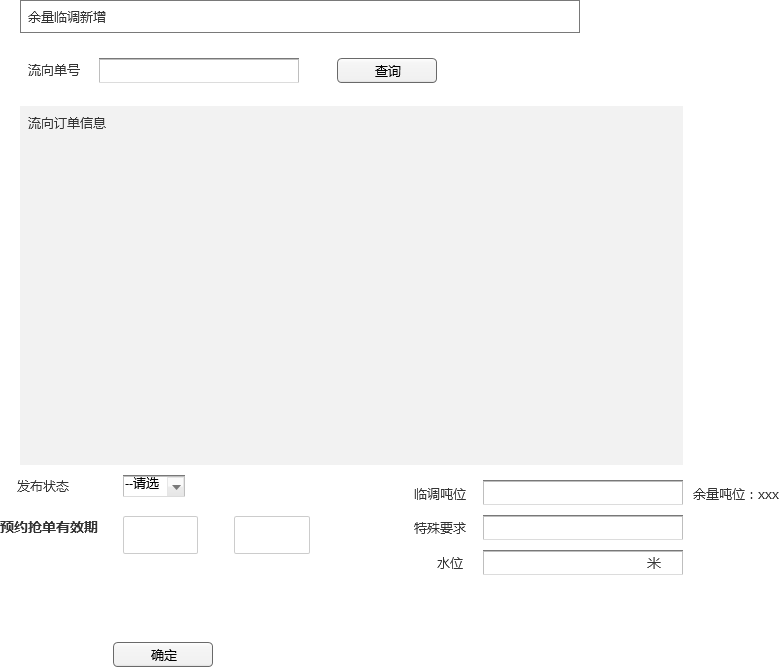 余量临调新增
流向单号
查询
流向订单信息
发布状态
--请选
临调吨位
余量吨位：xxx
预约抢单有效期
特殊要求
水位
米
确定